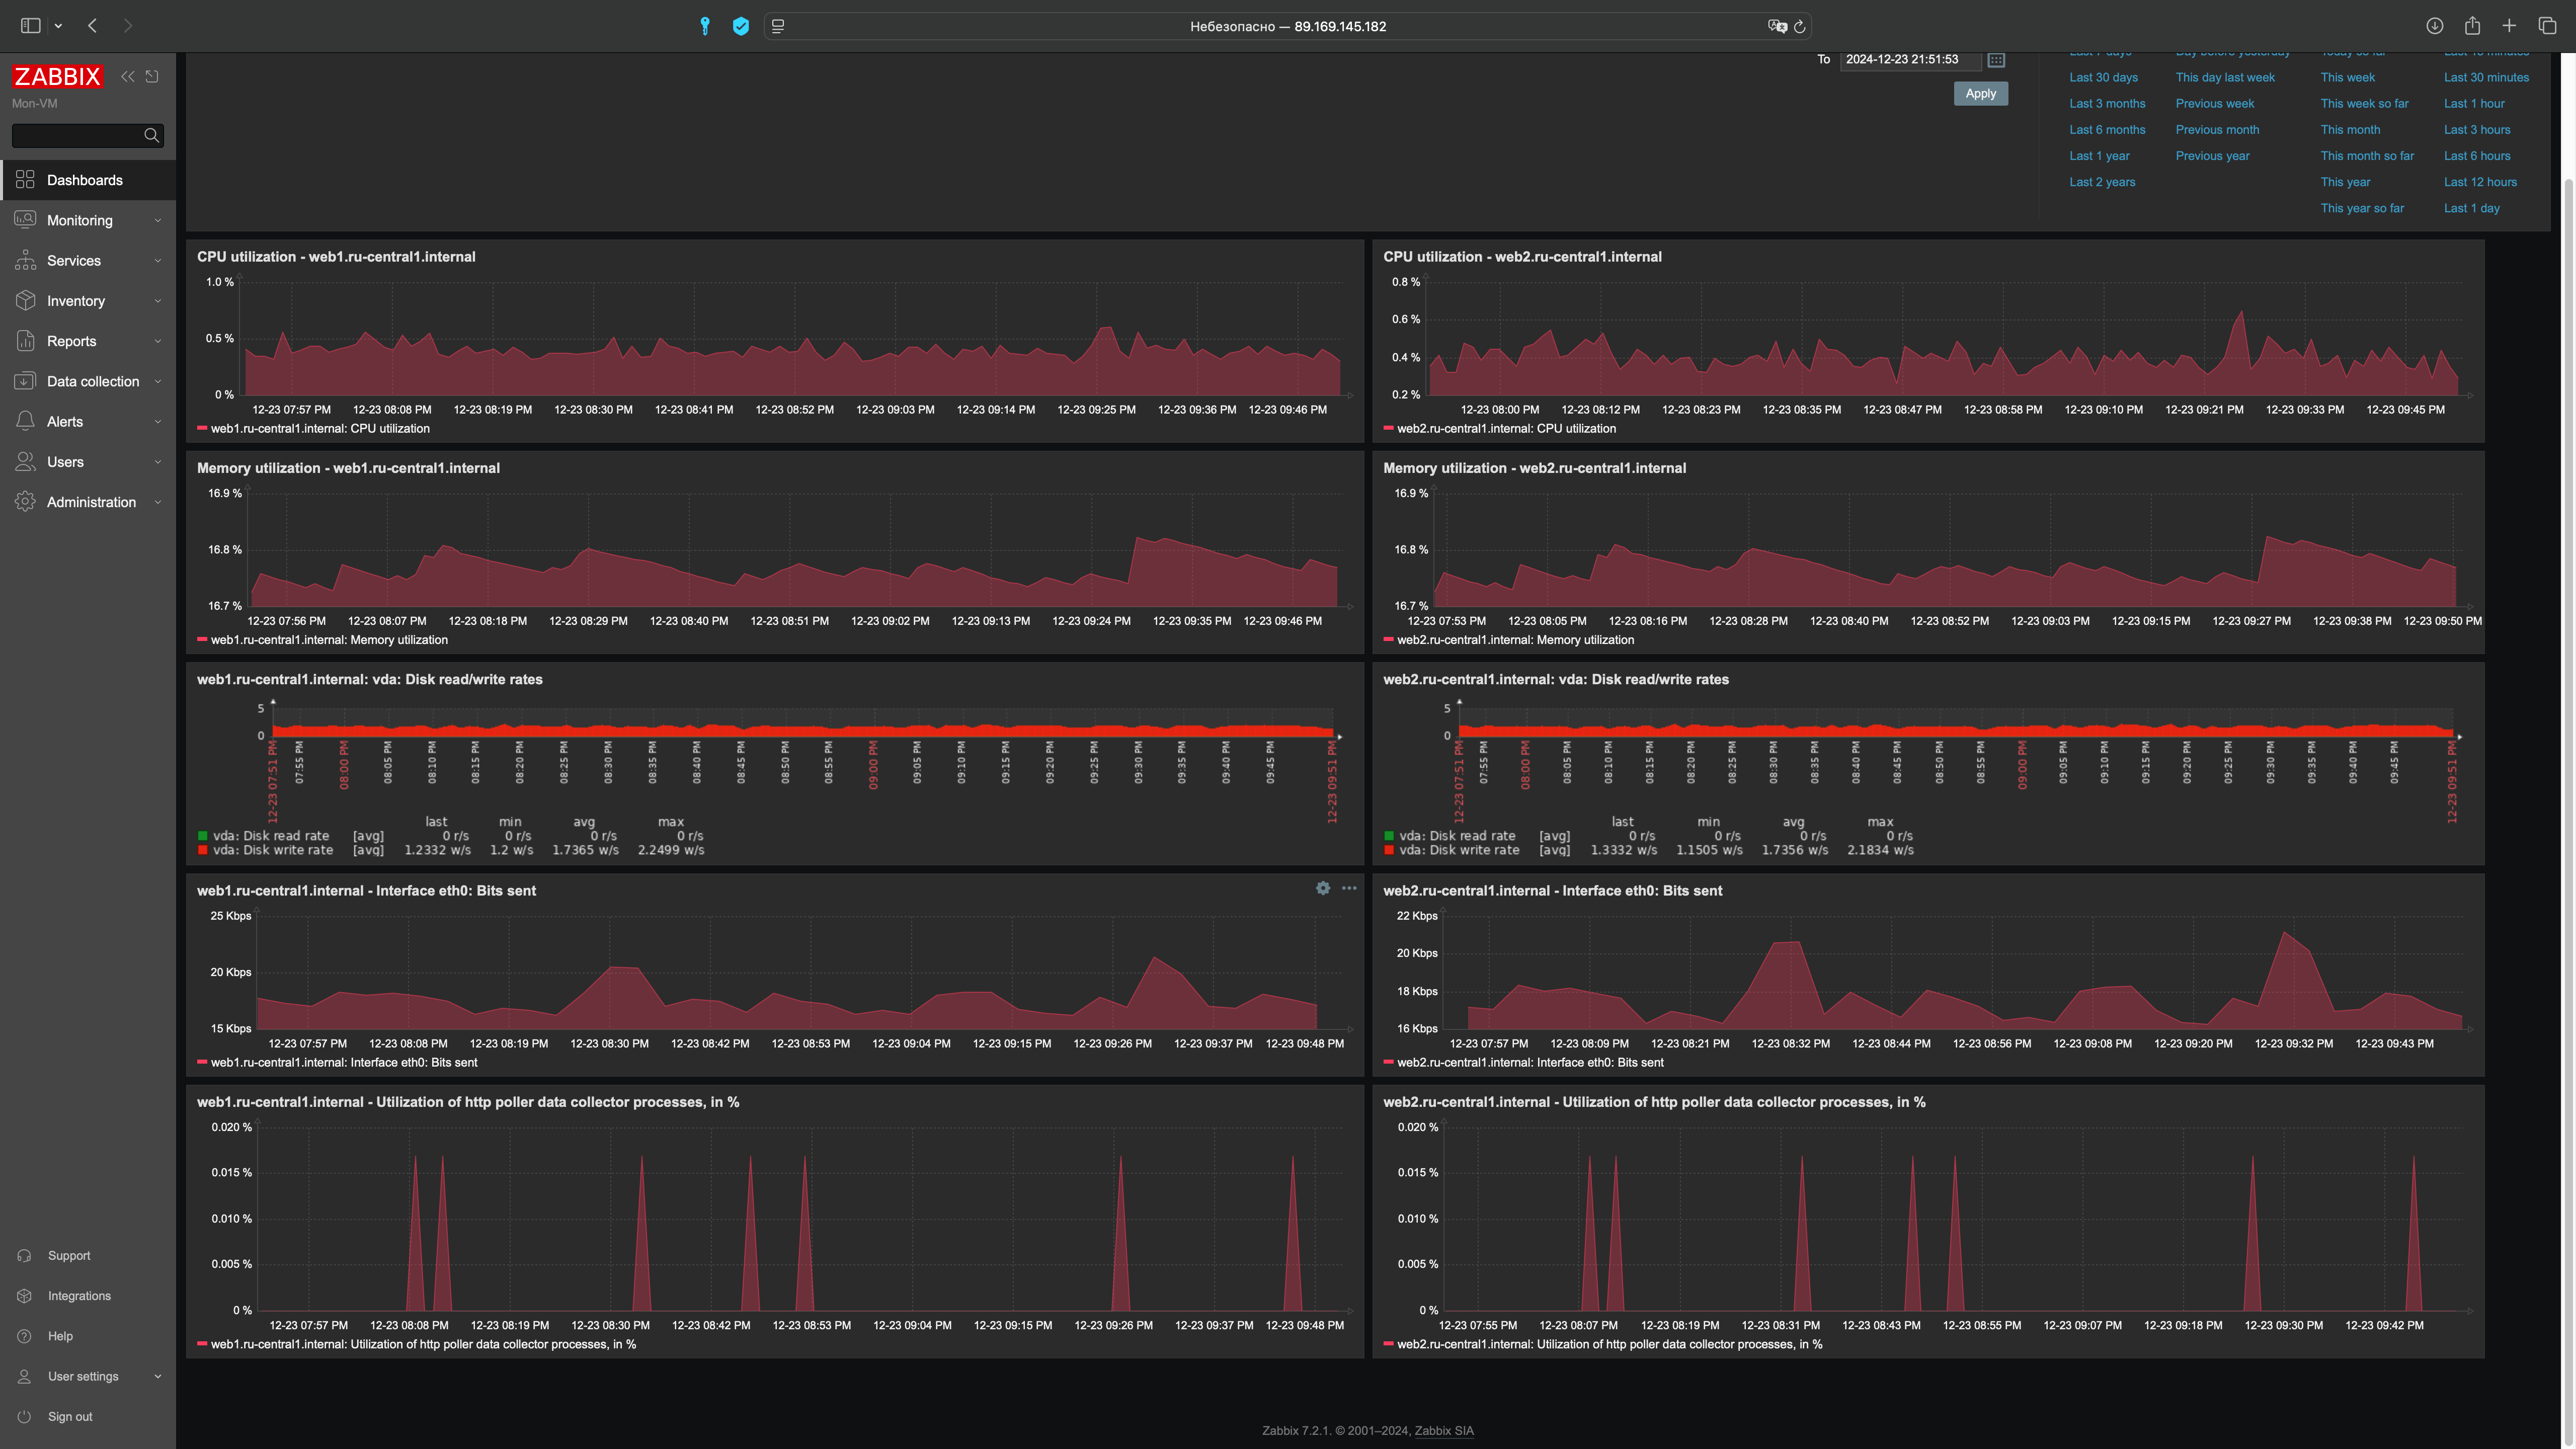 Небезопасно — 89.169.145.182
ZABBIX
Mon-VM
Dashboards
Monitoring
Services
Inventory
Reports
Data collection
Alerts
Users
Administration
Support
Integrations
Help
User settings
Sign out
To 2024-12-23 21:51:53
Apply
Last 30 days This day last week This week Last 30 minutes
Last 3 months Previous week This week so far Last 1 hour
Last 6 months Previous month This month Last 3 hours
Last 1 year Previous year This month so far Last 6 hours
Last 2 years This year Last 12 hours
This year so far Last 1 day
CPU utilization - web1.ru-central1.internal
1.0 %
0.5 %
0 %
12-23 07:57 PM 12-23 08:08 PM 12-23 08:19 PM 12-23 08:30 PM 12-23 08:41 PM 12-23 08:52 PM 12-23 09:03 PM 12-23 09:14 PM 12-23 09:25 PM 12-23 09:36 PM 12-23 09:46 PM
web1.ru-central1.internal: CPU utilization
CPU utilization - web2.ru-central1.internal
0.8 %
0.6 %
0.4 %
0.2 %
12-23 08:00 PM 12-23 08:12 PM 12-23 08:23 PM 12-23 08:35 PM 12-23 08:47 PM 12-23 08:58 PM 12-23 09:10 PM 12-23 09:21 PM 12-23 09:33 PM 12-23 09:45 PM
web2.ru-central1.internal: CPU utilization
Memory utilization - web1.ru-central1.internal
16.9 %
16.8 %
16.7 %
12-23 07:56 PM 12-23 08:07 PM 12-23 08:18 PM 12-23 08:29 PM 12-23 08:40 PM 12-23 08:51 PM 12-23 09:02 PM 12-23 09:13 PM 12-23 09:24 PM 12-23 09:35 PM 12-23 09:46 PM
web1.ru-central1.internal: Memory utilization
Memory utilization - web2.ru-central1.internal
16.9 %
16.8 %
16.7 %
12-23 07:53 PM 12-23 08:05 PM 12-23 08:16 PM 12-23 08:28 PM 12-23 08:40 PM 12-23 08:52 PM 12-23 09:03 PM 12-23 09:15 PM 12-23 09:27 PM 12-23 09:38 PM 12-23 09:50 PM
web2.ru-central1.internal: Memory utilization
web1.ru-central1.internal: vda: Disk read/write rates
5
0
12-23 07:51 PM 07:55 PM 08:00 PM 08:05 PM 08:10 PM 08:15 PM 08:20 PM 08:25 PM 08:30 PM 08:35 PM 08:40 PM 08:45 PM 08:50 PM 08:55 PM 09:00 PM 09:05 PM 09:10 PM 09:15 PM 09:20 PM 09:25 PM 09:30 PM 09:35 PM 09:40 PM 09:45 PM 12-23 09:51 PM
last min avg max
vda: Disk read rate [avg] 0 r/s 0 r/s 0 r/s 0 r/s
vda: Disk write rate [avg] 1.2332 w/s 1.2 w/s 1.7365 w/s 2.2499 w/s
web2.ru-central1.internal: vda: Disk read/write rates
5
0
12-23 07:51 PM 07:55 PM 08:00 PM 08:05 PM 08:10 PM 08:15 PM 08:20 PM 08:25 PM 08:30 PM 08:35 PM 08:40 PM 08:45 PM 08:50 PM 08:55 PM 09:00 PM 09:05 PM 09:10 PM 09:15 PM 09:20 PM 09:25 PM 09:30 PM 09:35 PM 09:40 PM 09:45 PM 12-23 09:51 PM
last min avg max
vda: Disk read rate [avg] 0 r/s 0 r/s 0 r/s 0 r/s
vda: Disk write rate [avg] 1.3332 w/s 1.1505 w/s 1.7356 w/s 2.1834 w/s
web1.ru-central1.internal - Interface eth0: Bits sent
25 Kbps
20 Kbps
15 Kbps
12-23 07:57 PM 12-23 08:08 PM 12-23 08:19 PM 12-23 08:30 PM 12-23 08:42 PM 12-23 08:53 PM 12-23 09:04 PM 12-23 09:15 PM 12-23 09:26 PM 12-23 09:37 PM 12-23 09:48 PM
web1.ru-central1.internal: Interface eth0: Bits sent
web2.ru-central1.internal - Interface eth0: Bits sent
22 Kbps
20 Kbps
18 Kbps
16 Kbps
12-23 07:57 PM 12-23 08:09 PM 12-23 08:21 PM 12-23 08:32 PM 12-23 08:44 PM 12-23 08:56 PM 12-23 09:08 PM 12-23 09:20 PM 12-23 09:32 PM 12-23 09:43 PM
web2.ru-central1.internal: Interface eth0: Bits sent
web1.ru-central1.internal - Utilization of http poller data collector processes, in %
0.020 %
0.015 %
0.010 %
0.005 %
0 %
12-23 07:57 PM 12-23 08:08 PM 12-23 08:19 PM 12-23 08:30 PM 12-23 08:42 PM 12-23 08:53 PM 12-23 09:04 PM 12-23 09:15 PM 12-23 09:26 PM 12-23 09:37 PM 12-23 09:48 PM
web1.ru-central1.internal: Utilization of http poller data collector processes, in %
web2.ru-central1.internal - Utilization of http poller data collector processes, in %
0.020 %
0.015 %
0.010 %
0.005 %
0 %
12-23 07:55 PM 12-23 08:07 PM 12-23 08:19 PM 12-23 08:31 PM 12-23 08:43 PM 12-23 08:55 PM 12-23 09:07 PM 12-23 09:18 PM 12-23 09:30 PM 12-23 09:42 PM
web2.ru-central1.internal: Utilization of http poller data collector processes, in %
Zabbix 7.2.1. © 2001–2024, Zabbix SIA